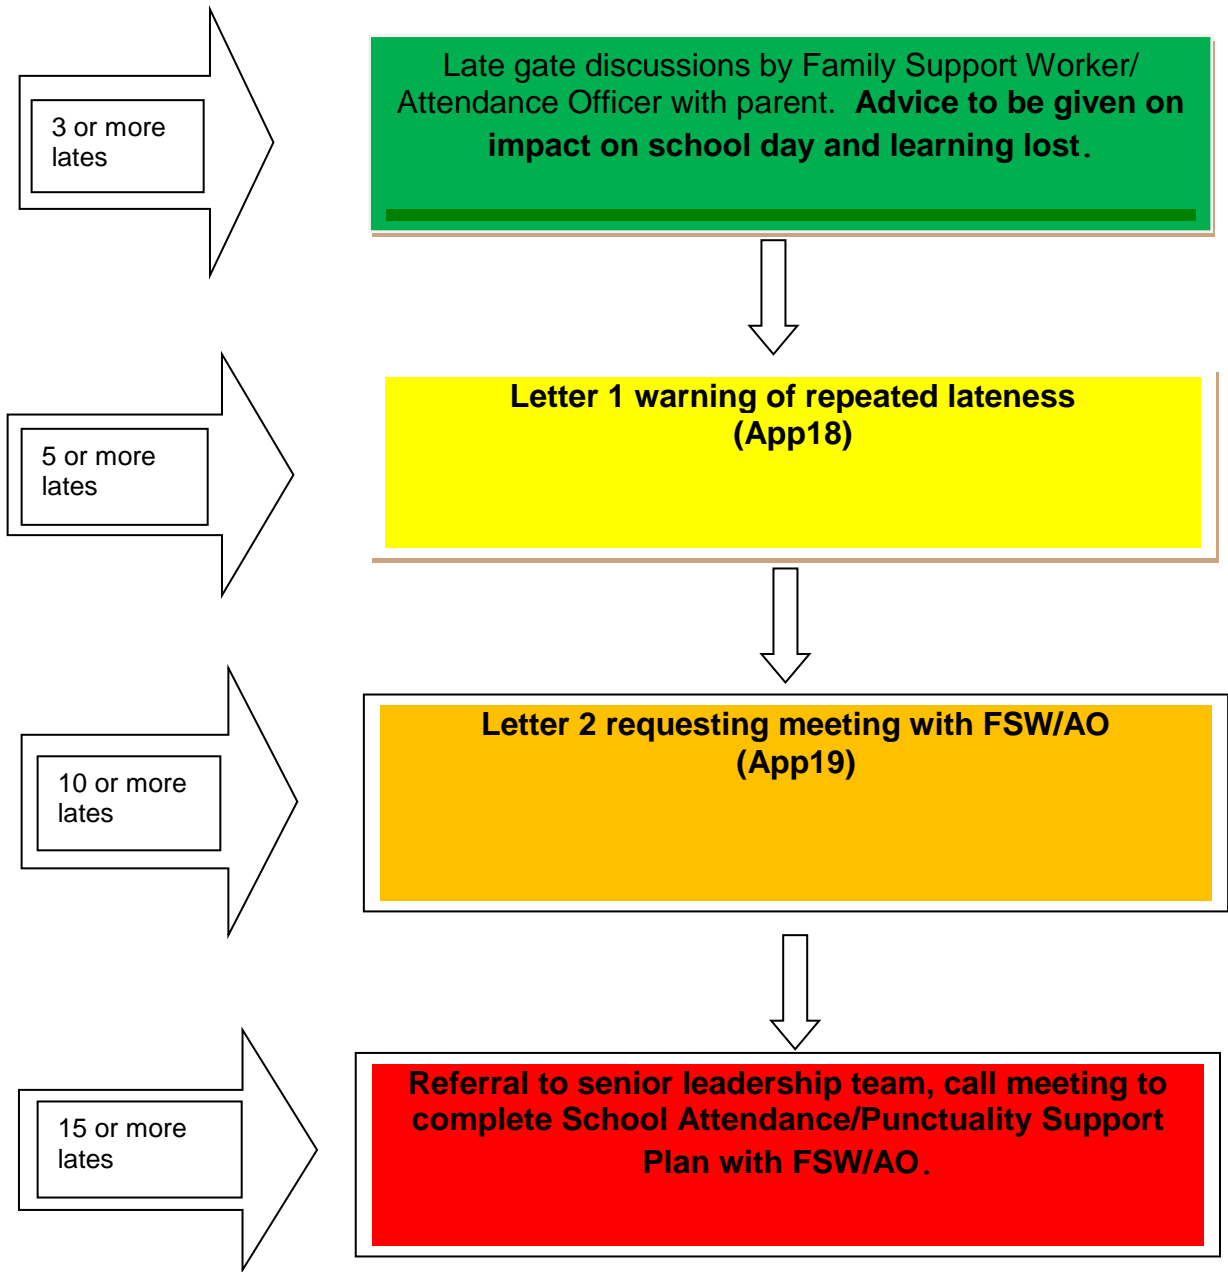 3 or more
lates
Late gate discussions by Family Support Worker/
Attendance Officer with parent. Advice to be given on
impact on school day and learning lost.
5 or more
lates
Letter 1 warning of repeated lateness
(App18)
10 or more
lates
Letter 2 requesting meeting with FSW/AO
(App19)
15 or more
lates
Referral to senior leadership team, call meeting to
complete School Attendance/Punctuality Support
Plan with FSW/AO.